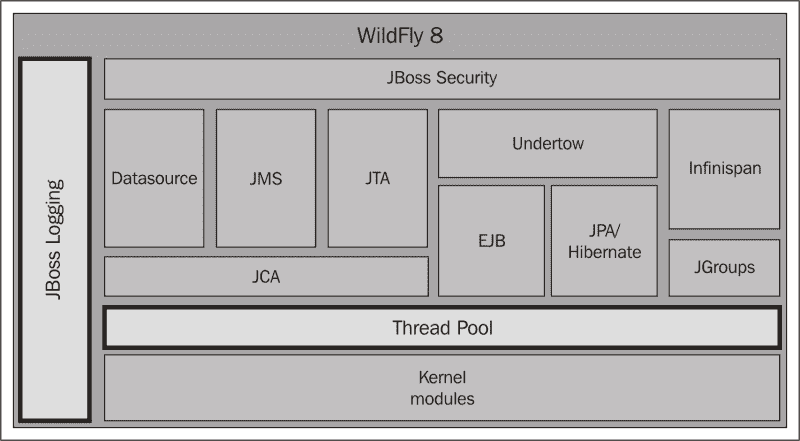 WildFly 8
JBoss Logging
JBoss Security
Datasource
JMS
JTA
Undertow
Infinispan
EJB
JPA/
Hibernate
JCA
JGroups
Thread Pool
Kernel
modules